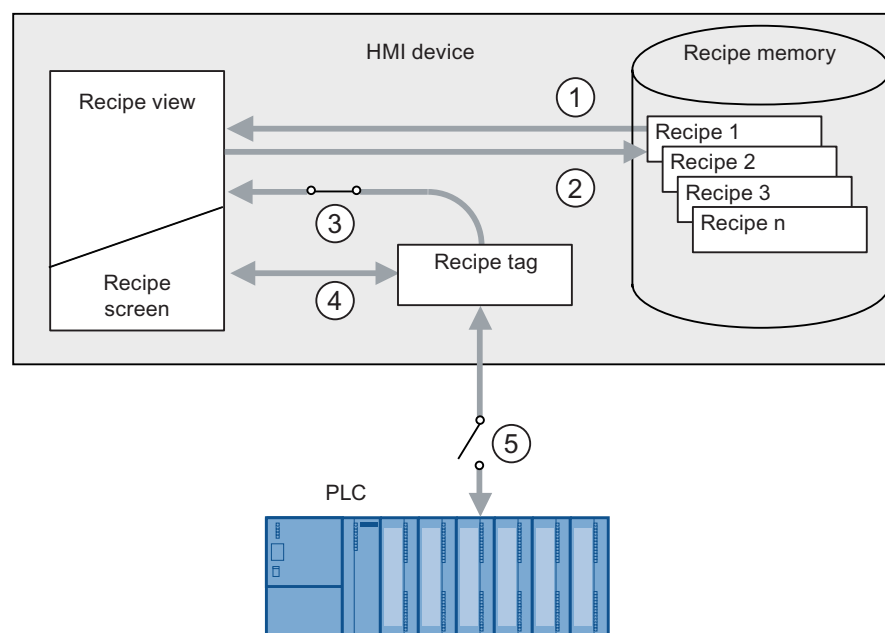 HMI device
Recipe memory
Recipe view
1
Recipe 1
Recipe 2
2
Recipe 3
3
Recipe n
Recipe tag
Recipe
screen
4
5
PLC